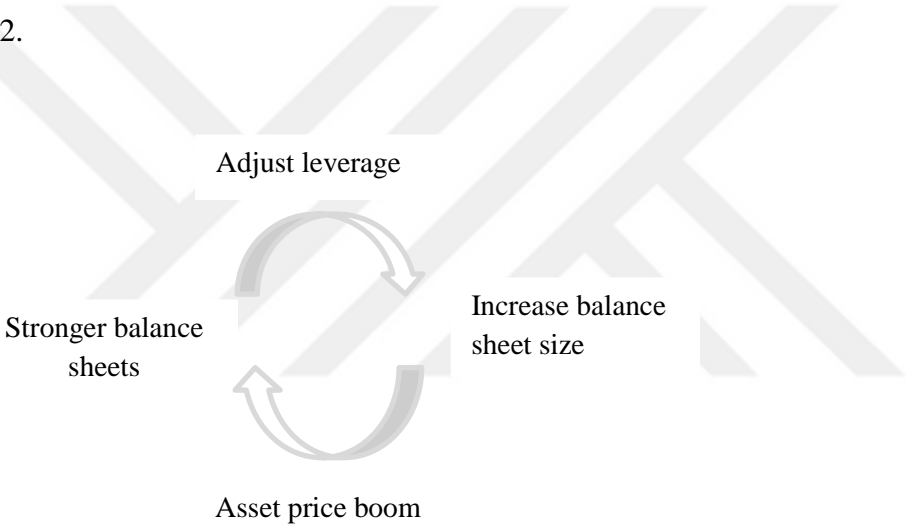 2.
Adjust leverage
Increase balance
sheet size
Stronger balance
sheets
Asset price boom